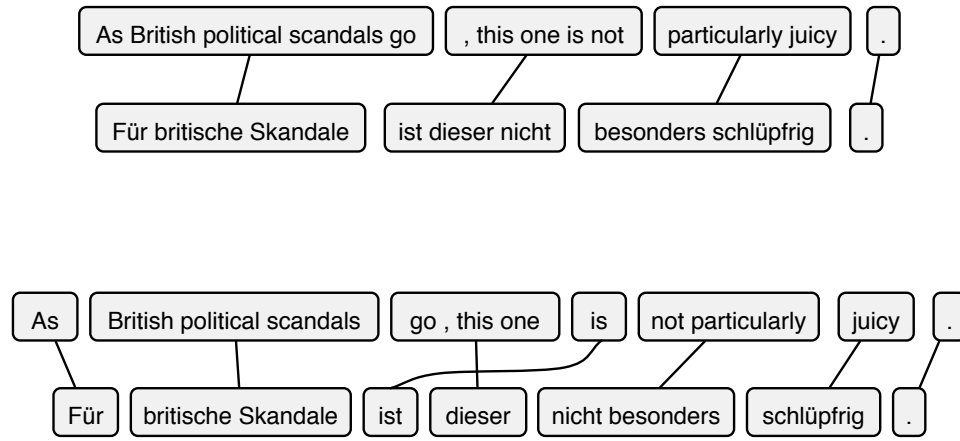 As British political scandals go , this one is not particularly juicy .
Für britische Skandale ist dieser nicht besonders schlüpfrig .
As British political scandals go , this one is not particularly juicy .
Für britische Skandale ist dieser nicht besonders schlüpfrig .